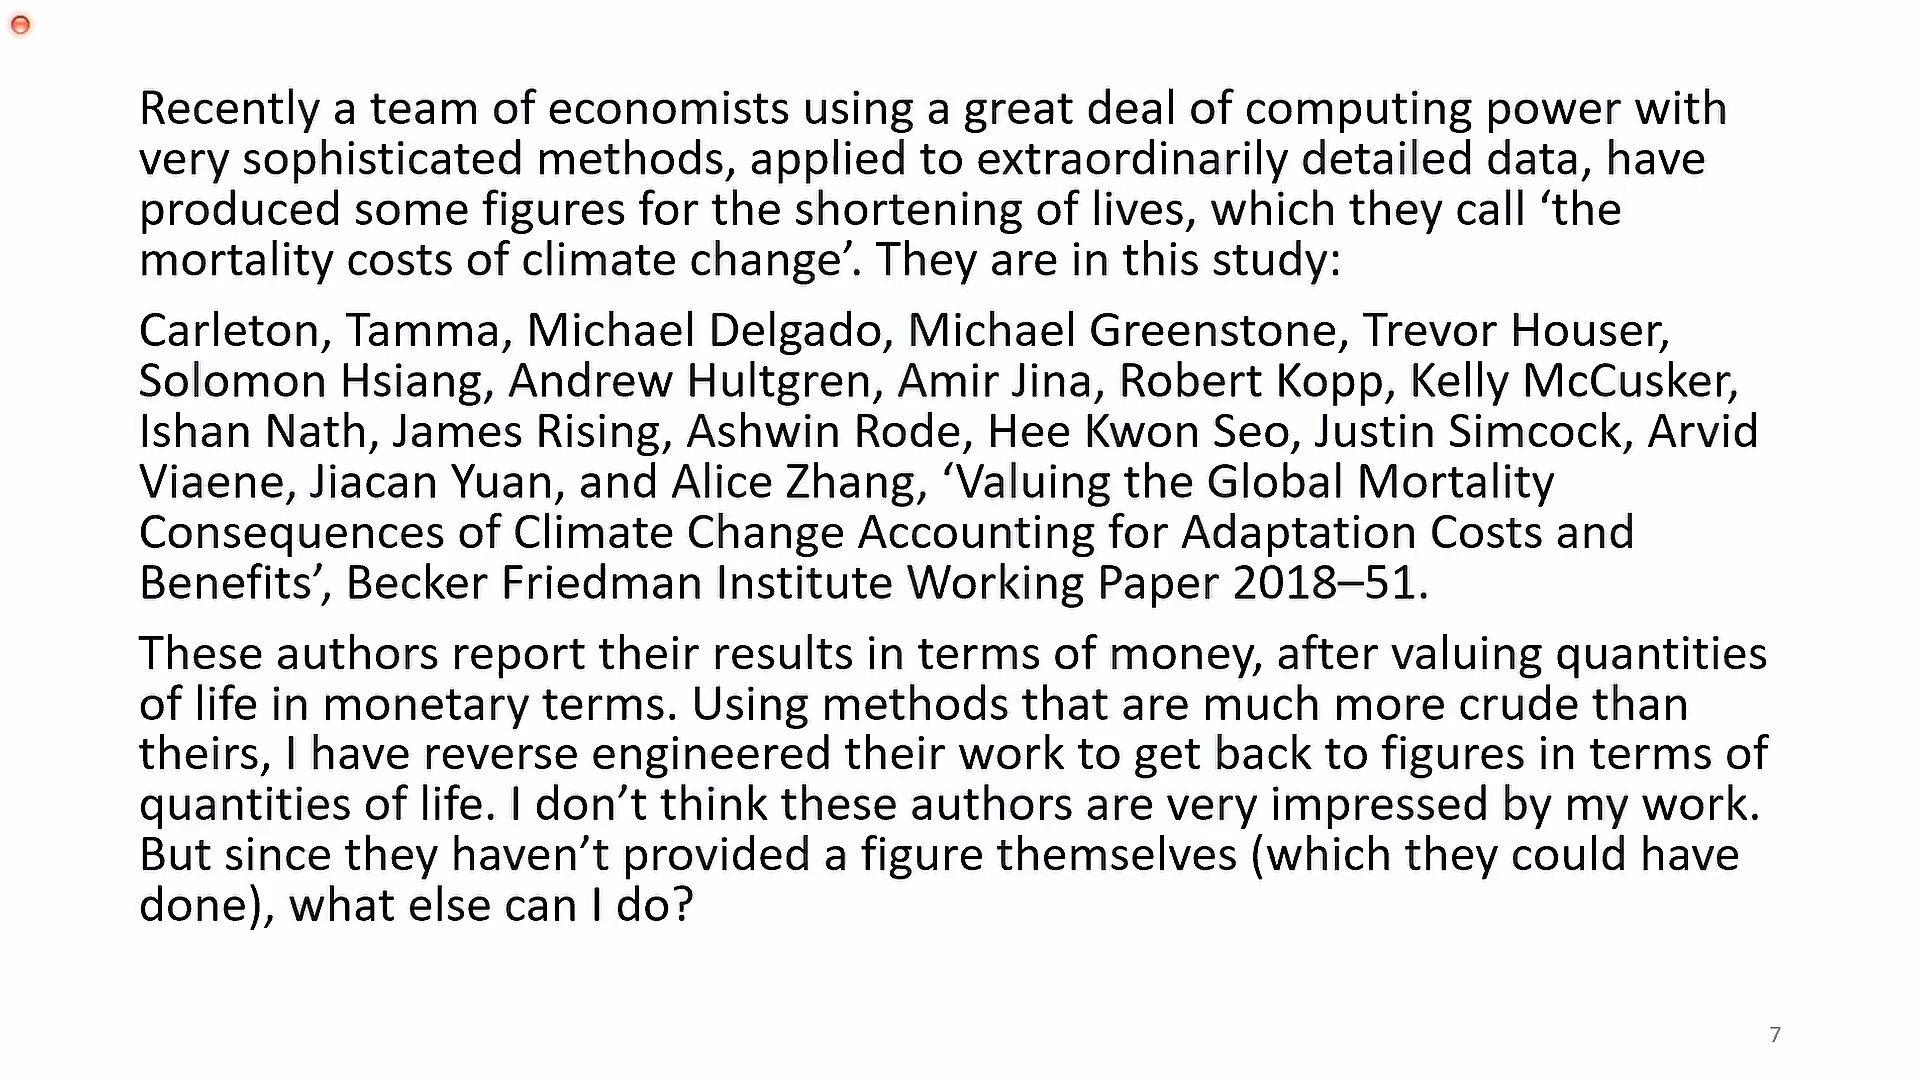 Recently a team of economists using a great deal of computing power with
very sophisticated methods, applied to extraordinarily detailed data, have
produced some figures for the shortening of lives, which they call ‘the
mortality costs of climate change’. They are in this study:
Carleton, Tamma, Michael Delgado, Michael Greenstone, Trevor Houser,
Solomon Hsiang, Andrew Hultgren, Amir Jina, Robert Kopp, Kelly McCusker,
Ishan Nath, James Rising, Ashwin Rode, Hee Kwon Seo, Justin Simcock, Arvid
Viaene, Jiacan Yuan, and Alice Zhang, ‘Valuing the Global Mortality
Consequences of Climate Change Accounting for Adaptation Costs and
Benefits’, Becker Friedman Institute Working Paper 2018–51.
These authors report their results in terms of money, after valuing quantities
of life in monetary terms. Using methods that are much more crude than
theirs, I have reverse engineered their work to get back to figures in terms of
quantities of life. I don’t think these authors are very impressed by my work.
But since they haven’t provided a figure themselves (which they could have
done), what else can I do?
7